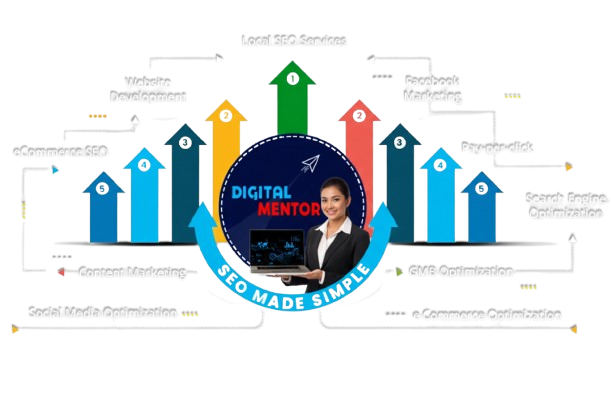 Local SEO Services
Website
Development
Facebook
Marketing
1
2
2
3
3
eCommerce SEO
Pay-per-click
4
4
5
5
DIGITAL
MENTOR
Search Engine
Optimization
Content Marketing
GMB Optimization
SEO MADE SIMPLE
Social Media Optimization
e-Commerce Optimization